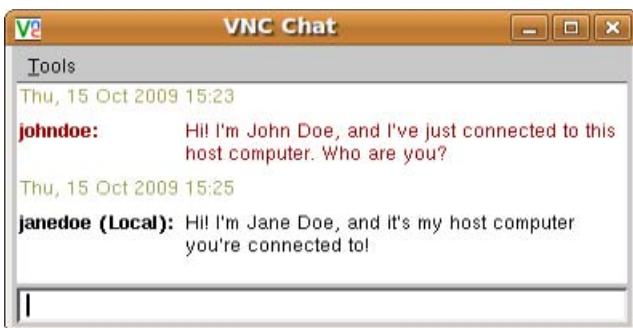 VNC Chat
Tools
Thu, 15 Oct 2009 15:23
johndoe: Hi! I'm John Doe, and I've just connected to this
host computer. Who are you?
Thu, 15 Oct 2009 15:25
janedoe (Local): Hi! I'm Jane Doe, and it's my host computer
you're connected to!